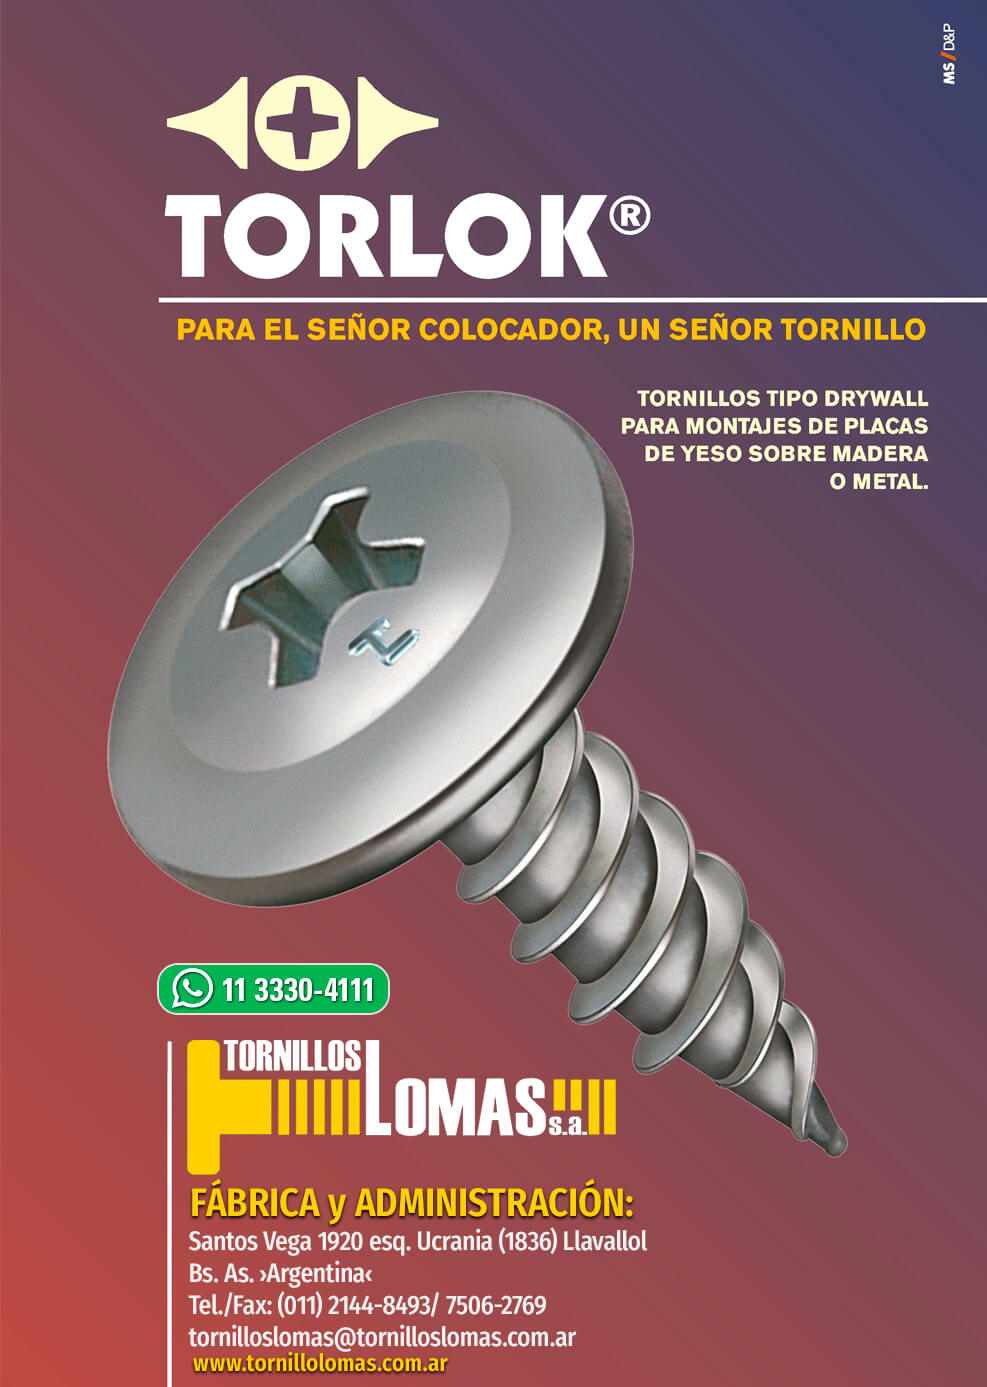 MS/D&P
TORLOK®
PARA EL SEÑOR COLOCADOR, UN SEÑOR TORNILLO
TORNILLOS TIPO DRYWALL
PARA MONTAJES DE PLACAS
DE YESO SOBRE MADERA
O METAL.
TL
11 3330-4111
TORNILLOS
LOMAS s.a.
FÁBRICA y ADMINISTRACIÓN:
Santos Vega 1920 esq. Ucrania (1836) Llavallol
Bs. As. ›Argentina‹
Tel./Fax: (011) 2144-8493/ 7506-2769
tornilloslomas@tornilloslomas.com.ar
www.tornillolomas.com.ar